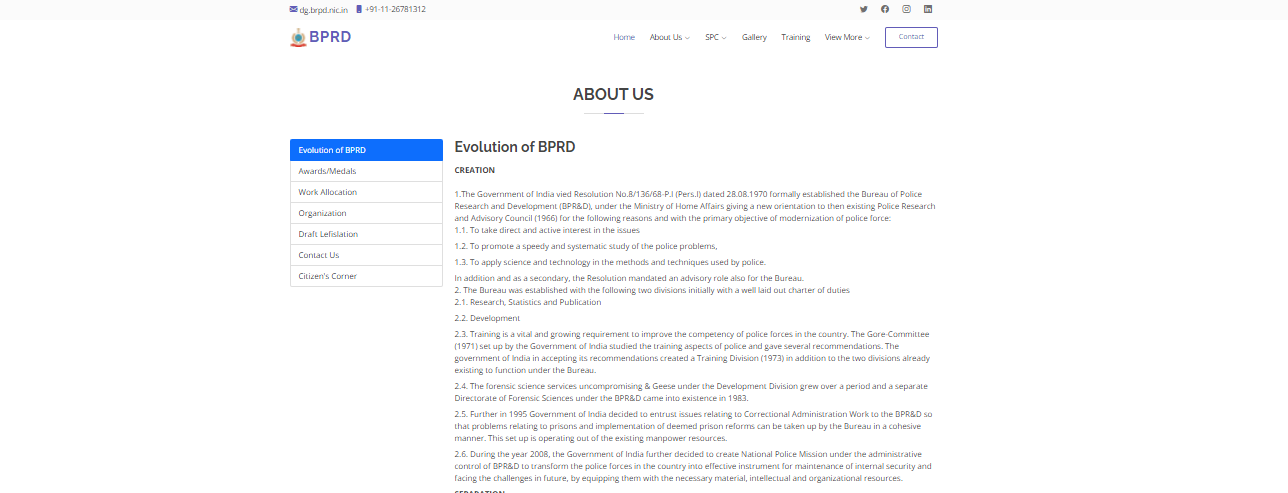 dg.brpd.nic.in +91-11-26781312
BPRD
Home About Us SPC Gallery Training View More Contact
ABOUT US
Evolution of BPRD
Awards/Medals
Work Allocation
Organization
Draft Lefislation
Contact Us
Citizen's Corner
Evolution of BPRD
CREATION
1.The Government of India vied Resolution No.8/136/68-P.I (Pers.I) dated 28.08.1970 formally established the Bureau of Police
Research and Development (BPR&D), under the Ministry of Home Affairs giving a new orientation to then existing Police Research
and Advisory Council (1966) for the following reasons and with the primary objective of modernization of police force:
1.1. To take direct and active interest in the issues
1.2. To promote a speedy and systematic study of the police problems,
1.3. To apply science and technology in the methods and techniques used by police.
In addition and as a secondary, the Resolution mandated an advisory role also for the Bureau.
2. The Bureau was established with the following two divisions initially with a well laid out charter of duties
2.1. Research, Statistics and Publication
2.2. Development
2.3. Training is a vital and growing requirement to improve the competency of police forces in the country. The Gore-Committee
(1971) set up by the Government of India studied the training aspects of police and gave several recommendations. The
government of India in accepting its recommendations created a Training Division (1973) in addition to the two divisions already
existing to function under the Bureau.
2.4. The forensic science services uncompromising & Geese under the Development Division grew over a period and a separate
Directorate of Forensic Sciences under the BPR&D came into existence in 1983.
2.5. Further in 1995 Government of India decided to entrust issues relating to Correctional Administration Work to the BPR&D so
that problems relating to prisons and implementation of deemed prison reforms can be taken up by the Bureau in a cohesive
manner. This set up is operating out of the existing manpower resources.
2.6. During the year 2008, the Government of India further decided to create National Police Mission under the administrative
control of BPR&D to transform the police forces in the country into effective instrument for maintenance of internal security and
facing the challenges in future, by equipping them with the necessary material, intellectual and organizational resources.
SEPARATION